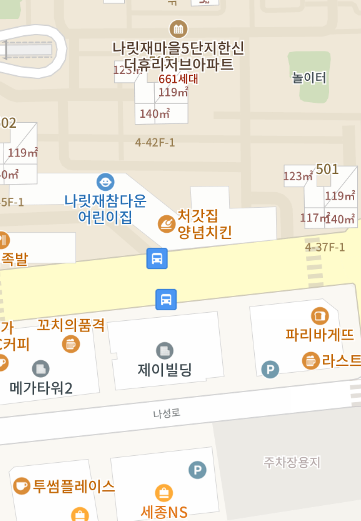 나릿재마을5단지한신
더휴리저브아파트
661세대
123㎡
119㎡
140㎡
놀이터
4-42F-1
02
119㎡
0㎡
5F-1
501
123㎡
119㎡
117㎡
140㎡
4-37F-1
나릿재참다운
어린이집
처갓집
양념치킨
족발
가
커피
꼬치의품격
메가타워2
제이빌딩
P
파리바게뜨
라스트
나성로
주차장용지
P
투썸플레이스
세종NS